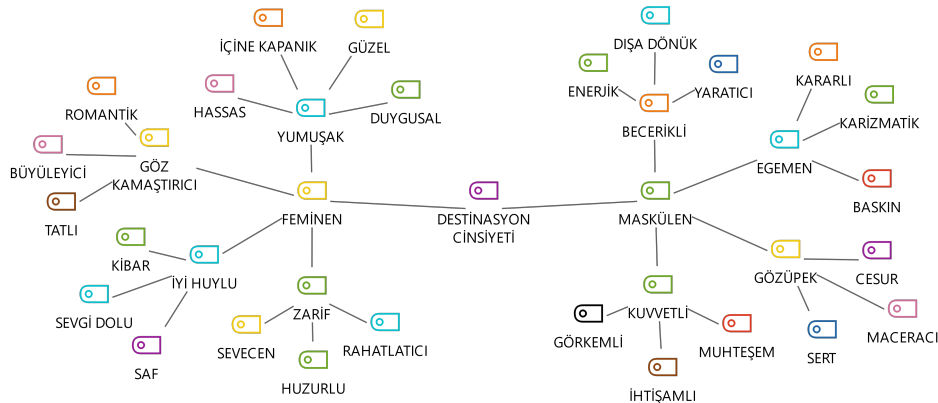 İÇİNE KAPANIK
GÜZEL
DIŞA DÖNÜK
KARARLI
ROMANTİK
HASSAS
DUYGUSAL
ENERJİK
YARATICI
KARİZMATİK
YUMUŞAK
BECERİKLİ
BÜYÜLEYİCİ
GÖZ
KAMAŞTIRICI
EGEMEN
TATLI
FEMİNEN
DESTİNASYON
CİNSİYETİ
MASKÜLEN
BASKIN
KİBAR
İYİ HUYLU
GÖZÜPEK
CESUR
SEVGİ DOLU
ZARİF
KUVVETLİ
SAF
SEVECEN
RAHATLATICI
GÖRKEMLİ
MUHTEŞEM
SERT
MACERACI
HUZURLU
İHTİŞAMLI